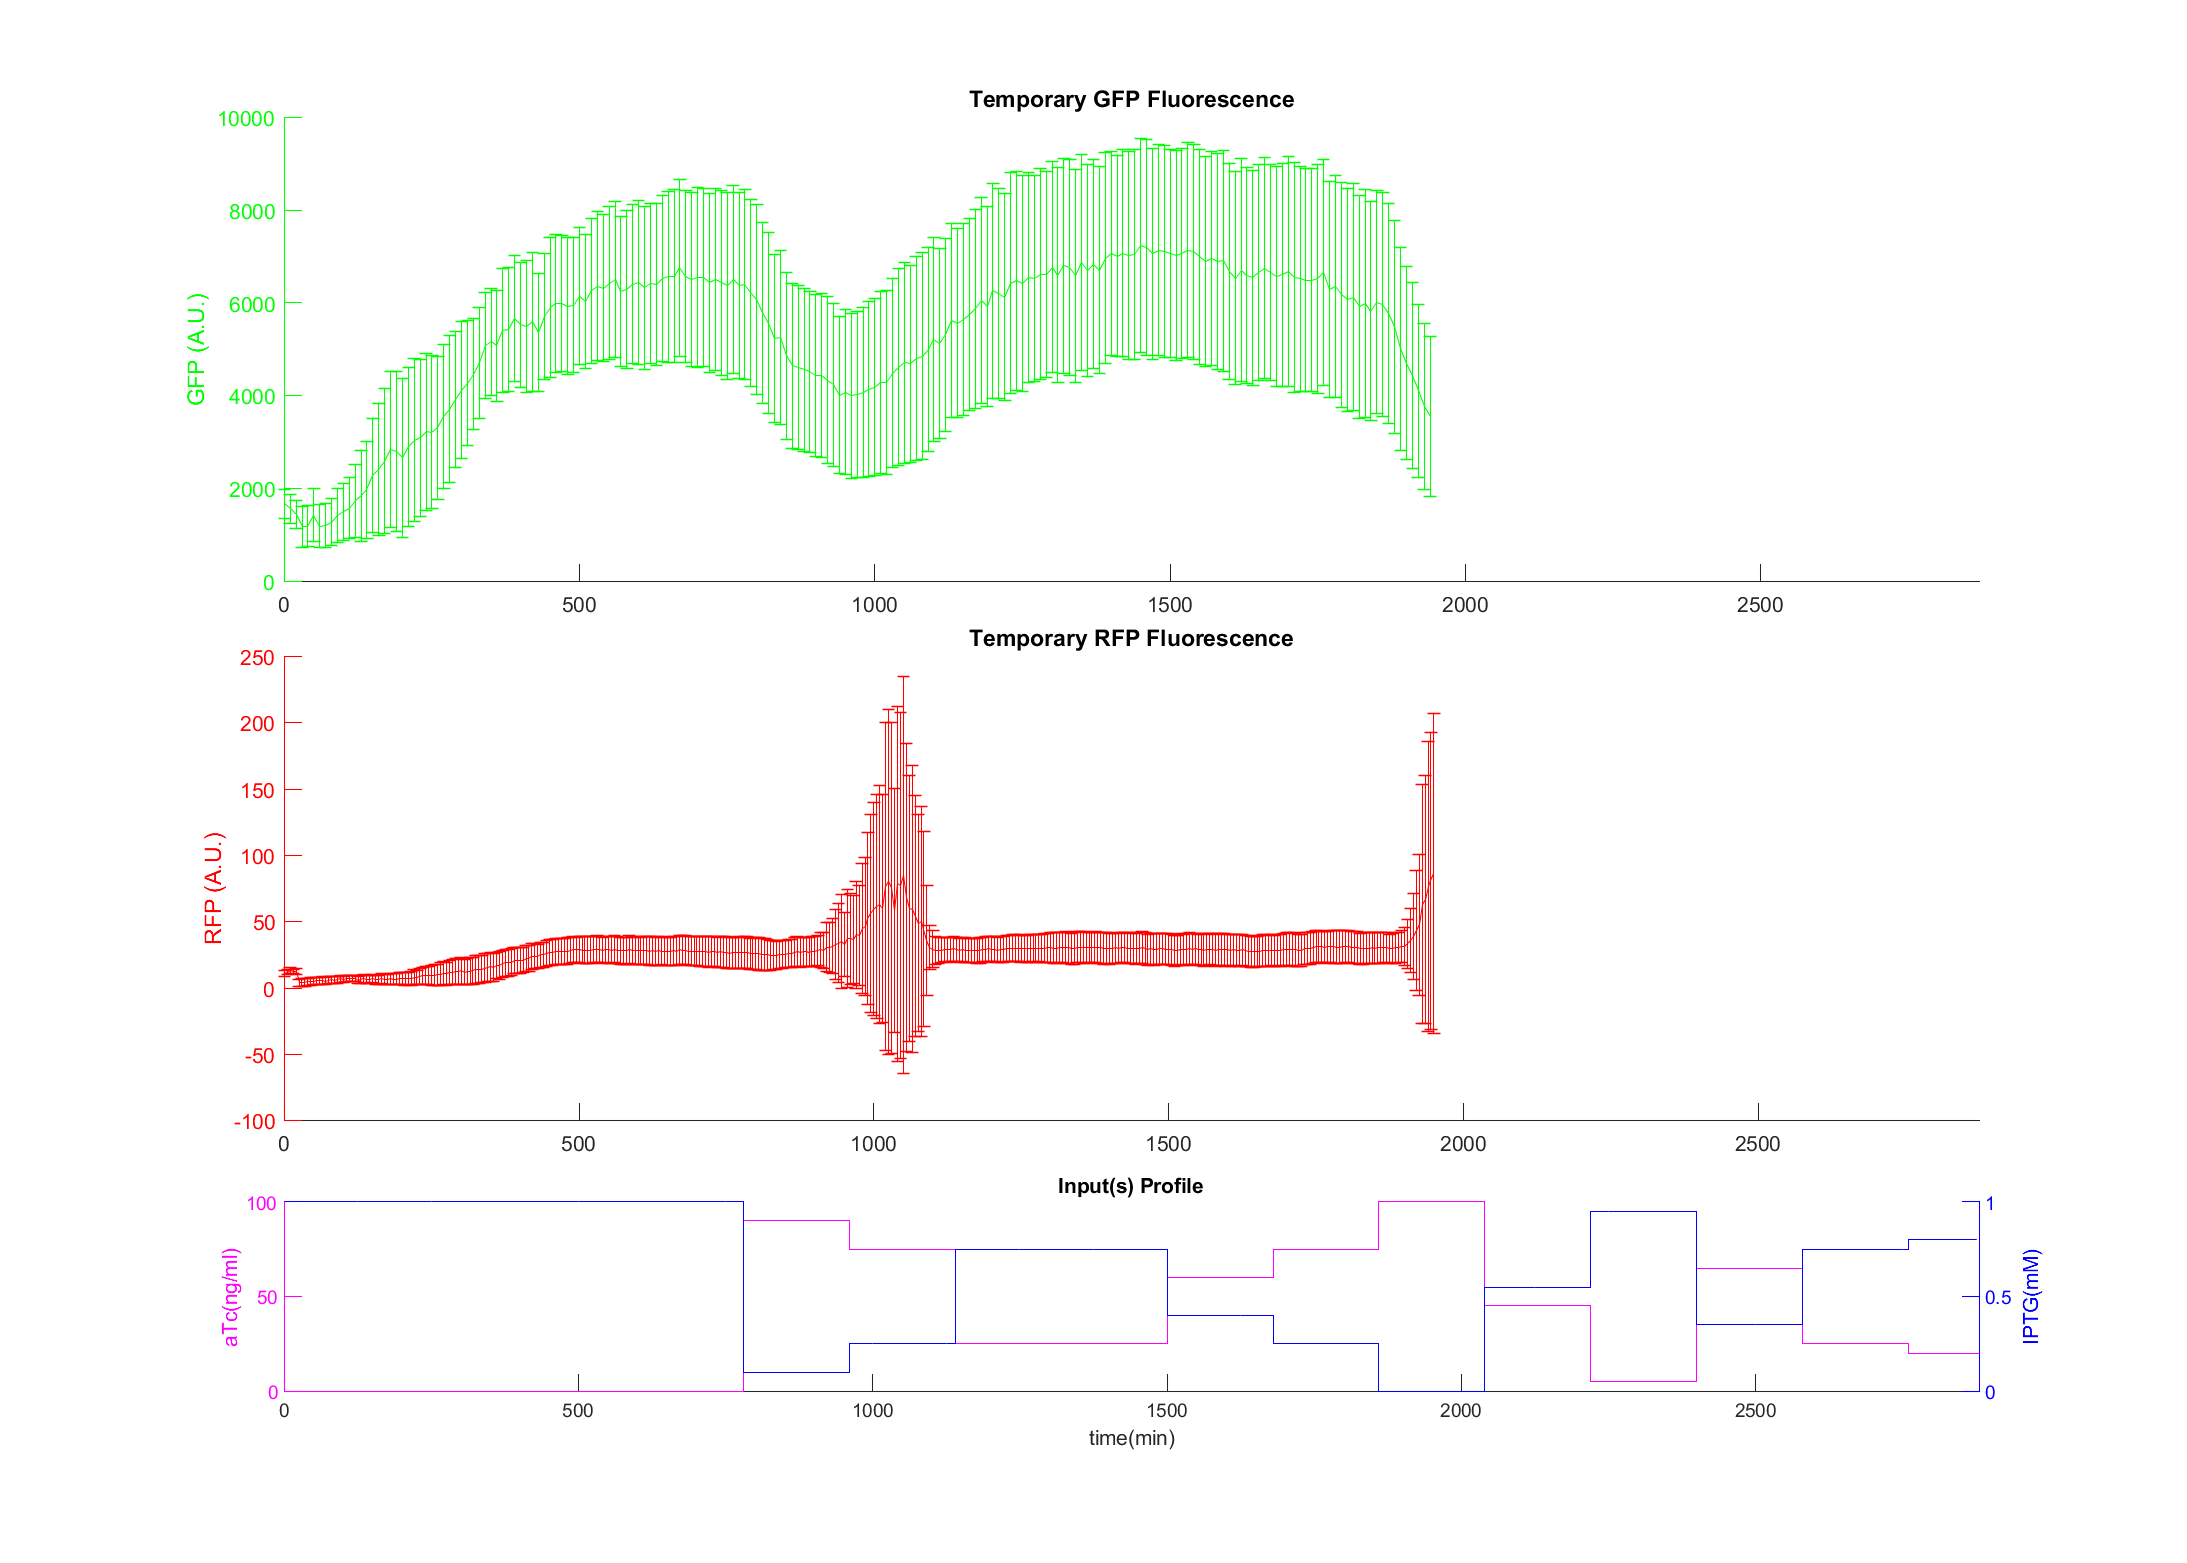 Temporary GFP Fluorescence
10000
8000
6000
4000
2000
0
GFP (A.U.)
0 500 1000 1500 2000 2500
Temporary RFP Fluorescence
250
200
150
100
50
0
-50
-100
RFP (A.U.)
0 500 1000 1500 2000 2500
Input(s) Profile
100
50
0
aTc(ng/ml)
1
0.5
0
IPTG(mM)
0 500 1000 1500 2000 2500
time(min)